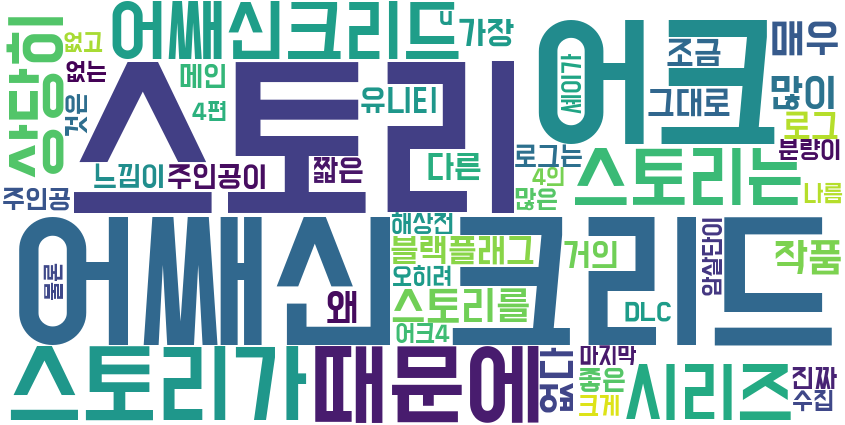 상당히
없고
없는
것은
어쌔신크리드
u
가장
메인
4편
유니티
스토리
어크
셰이가
조금
매우
그대로
많이
로그
분량이
나름
주인공
느낌이
주인공이
짧은
다른
로그는
4의
많은
스토리는
어쌔신크리드
물론
해상전
블랙플래그
오히려
스토리를
어크4
왜
거의
DLC
암살단이
작품
스토리가
때문에
없다
마지막
좋은
크게
시리즈
진짜
수집